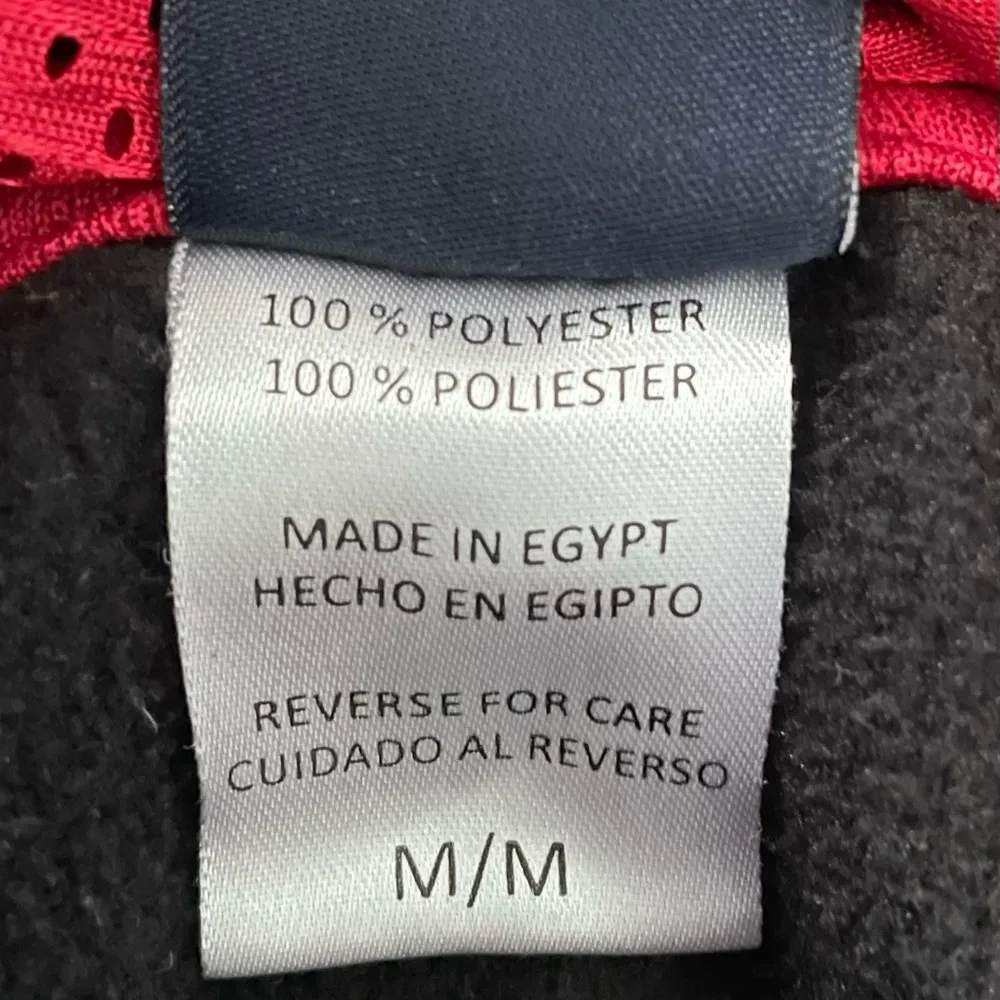 100 % POLYESTER
100 % POLIESTER
MADE IN EGYPT
HECHO EN EGIPTO
REVERSE FOR CARE
CUIDADO AL REVERSO
M/M